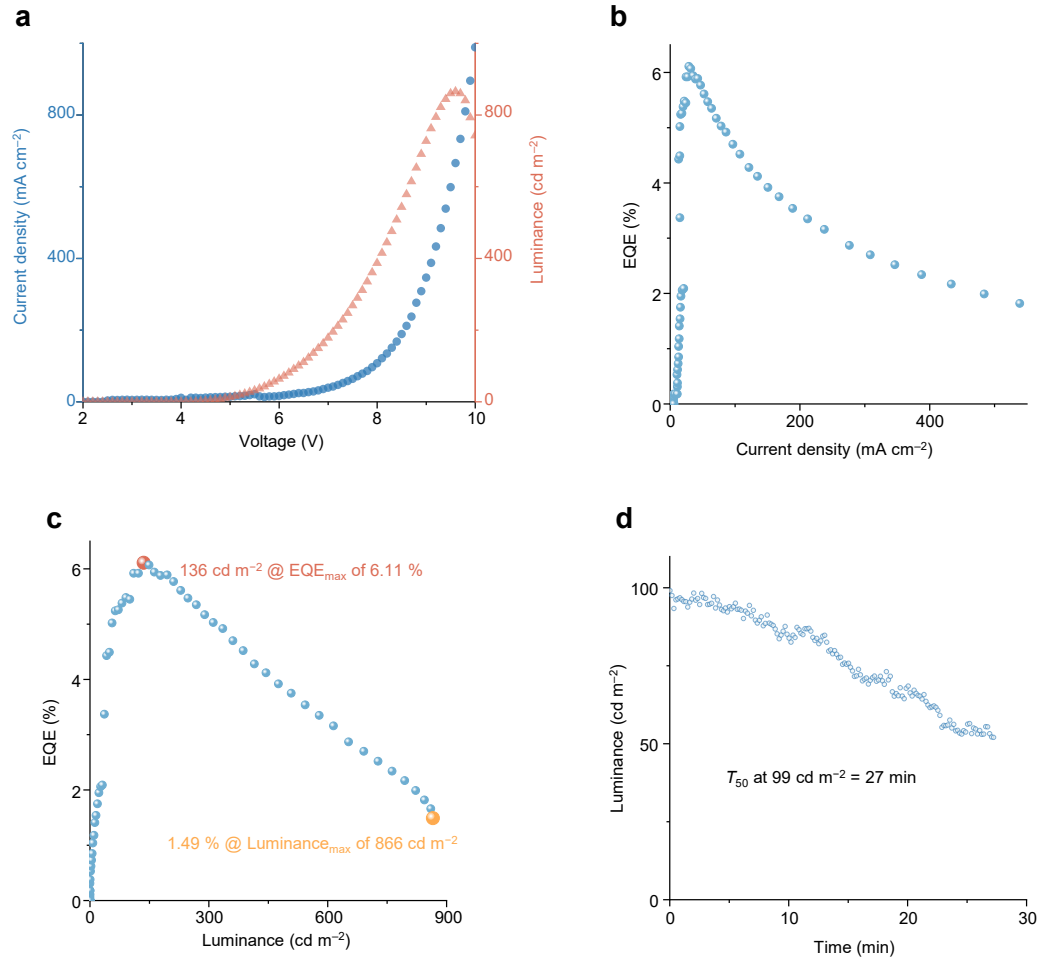 a
Current density (mA cm⁻²)
800
400
0
2
4
6
8
10
Voltage (V)
800
400
0
Luminance (cd m⁻²)
b
EQE (%)
6
4
2
0
0
200
400
Current density (mA cm⁻²)
c
EQE (%)
6
4
2
0
136 cd m⁻² @ EQEmax of 6.11 %
1.49 % @ Luminancemax of 866 cd m⁻²
0
300
600
900
Luminance (cd m⁻²)
d
Luminance (cd m⁻²)
100
50
0
T₅₀ at 99 cd m⁻² = 27 min
0
10
20
30
Time (min)